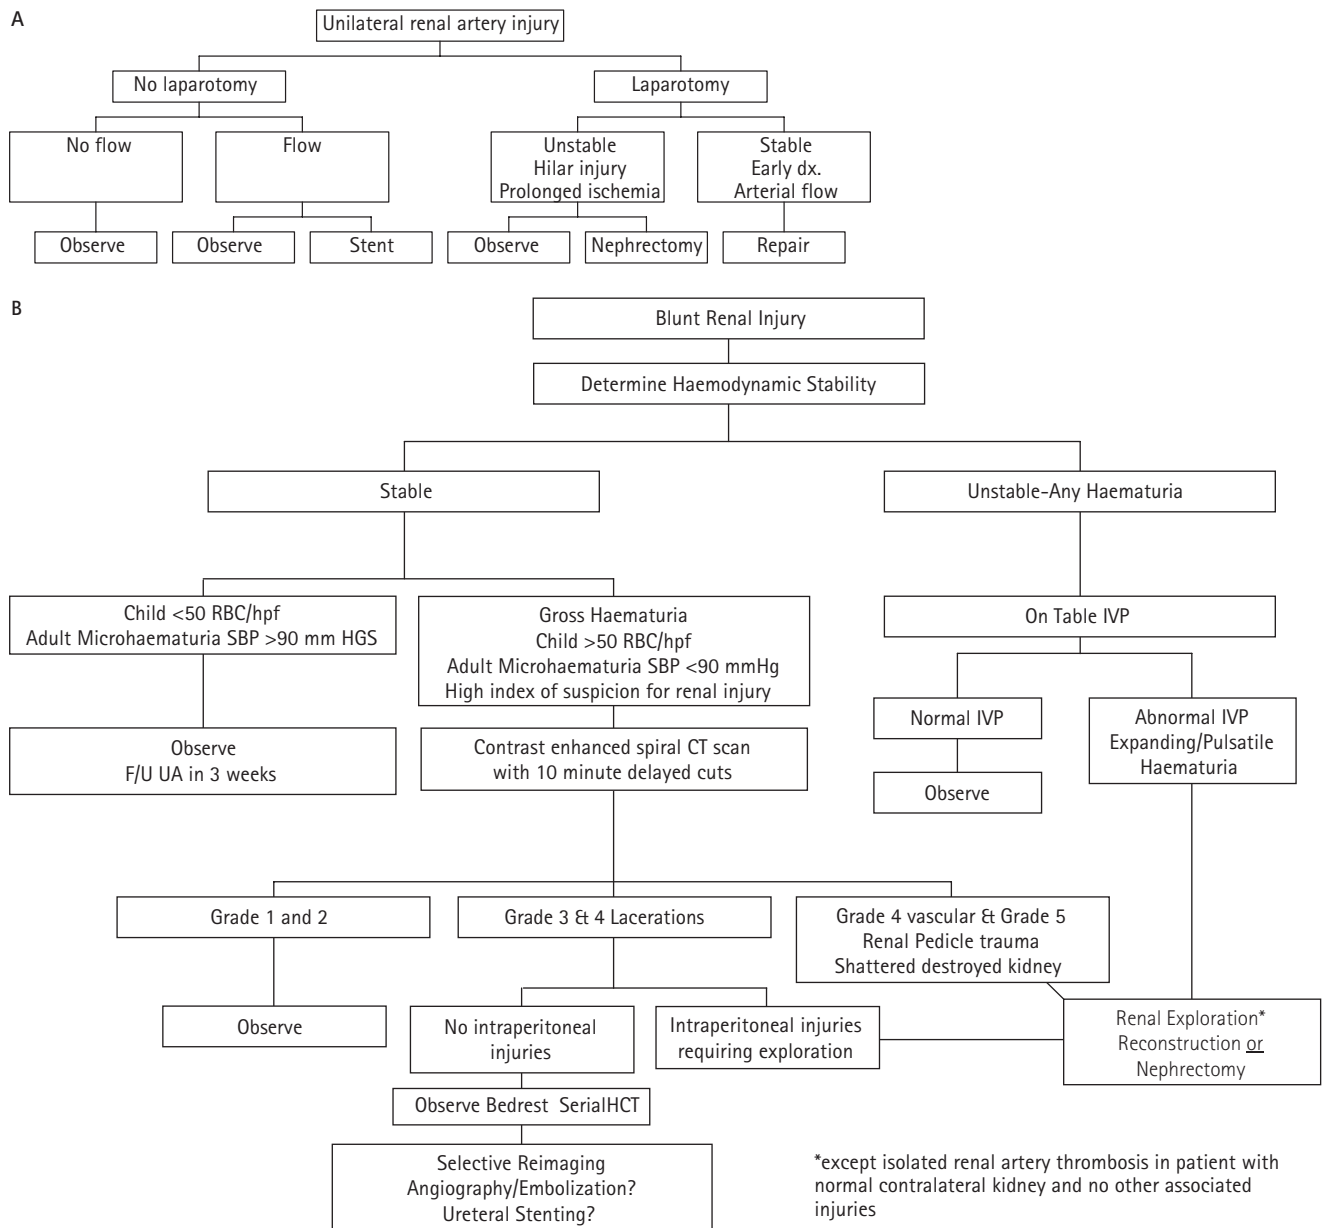 A
Unilateral renal artery injury
No laparotomy
Laparotomy
No flow
Flow
Unstable
Hilar injury
Prolonged ischemia
Stable
Early dx.
Arterial flow
Observe
Observe
Stent
Observe
Nephrectomy
Repair
B
Blunt Renal Injury
Determine Haemodynamic Stability
Stable
Unstable-Any Haematuria
Child <50 RBC/hpf
Adult Microhaematuria SBP >90 mm HGS
Gross Haematuria
Child >50 RBC/hpf
Adult Microhaematuria SBP <90 mmHg
High index of suspicion for renal injury
On Table IVP
Observe
F/U UA in 3 weeks
Contrast enhanced spiral CT scan
with 10 minute delayed cuts
Normal IVP
Abnormal IVP
Expanding/Pulsatile
Haematuria
Observe
Grade 1 and 2
Grade 3 & 4 Lacerations
Grade 4 vascular & Grade 5
Renal Pedicle trauma
Shattered destroyed kidney
Observe
No intraperitoneal
injuries
Intraperitoneal injuries
requiring exploration
Renal Exploration*
Reconstruction or
Nephrectomy
Observe Bedrest SerialHCT
Selective Reimaging
Angiography/Embolization?
Ureteral Stenting?
*except isolated renal artery thrombosis in patient with
normal contralateral kidney and no other associated
injuries